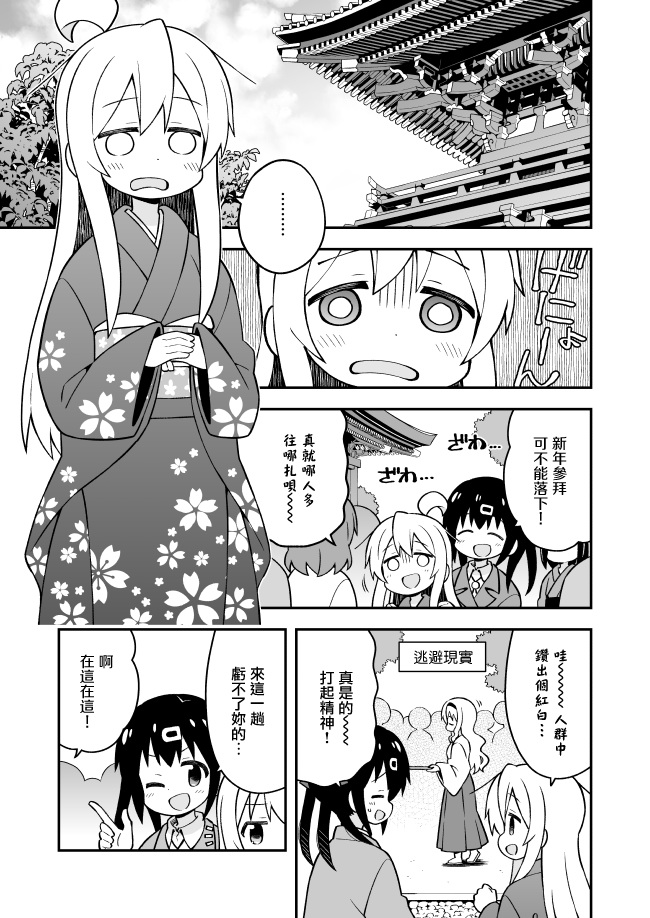 ………
げにょーん
新年參拜
可不能落下！
ざわ…
ざわ…
真就哪人多
往哪扎唄〜〜
哇〜〜〜人群中
鑽出個紅白…
逃避現實
真是的〜〜
打起精神！
來這一趟
虧不了妳的…
啊
在這在這！